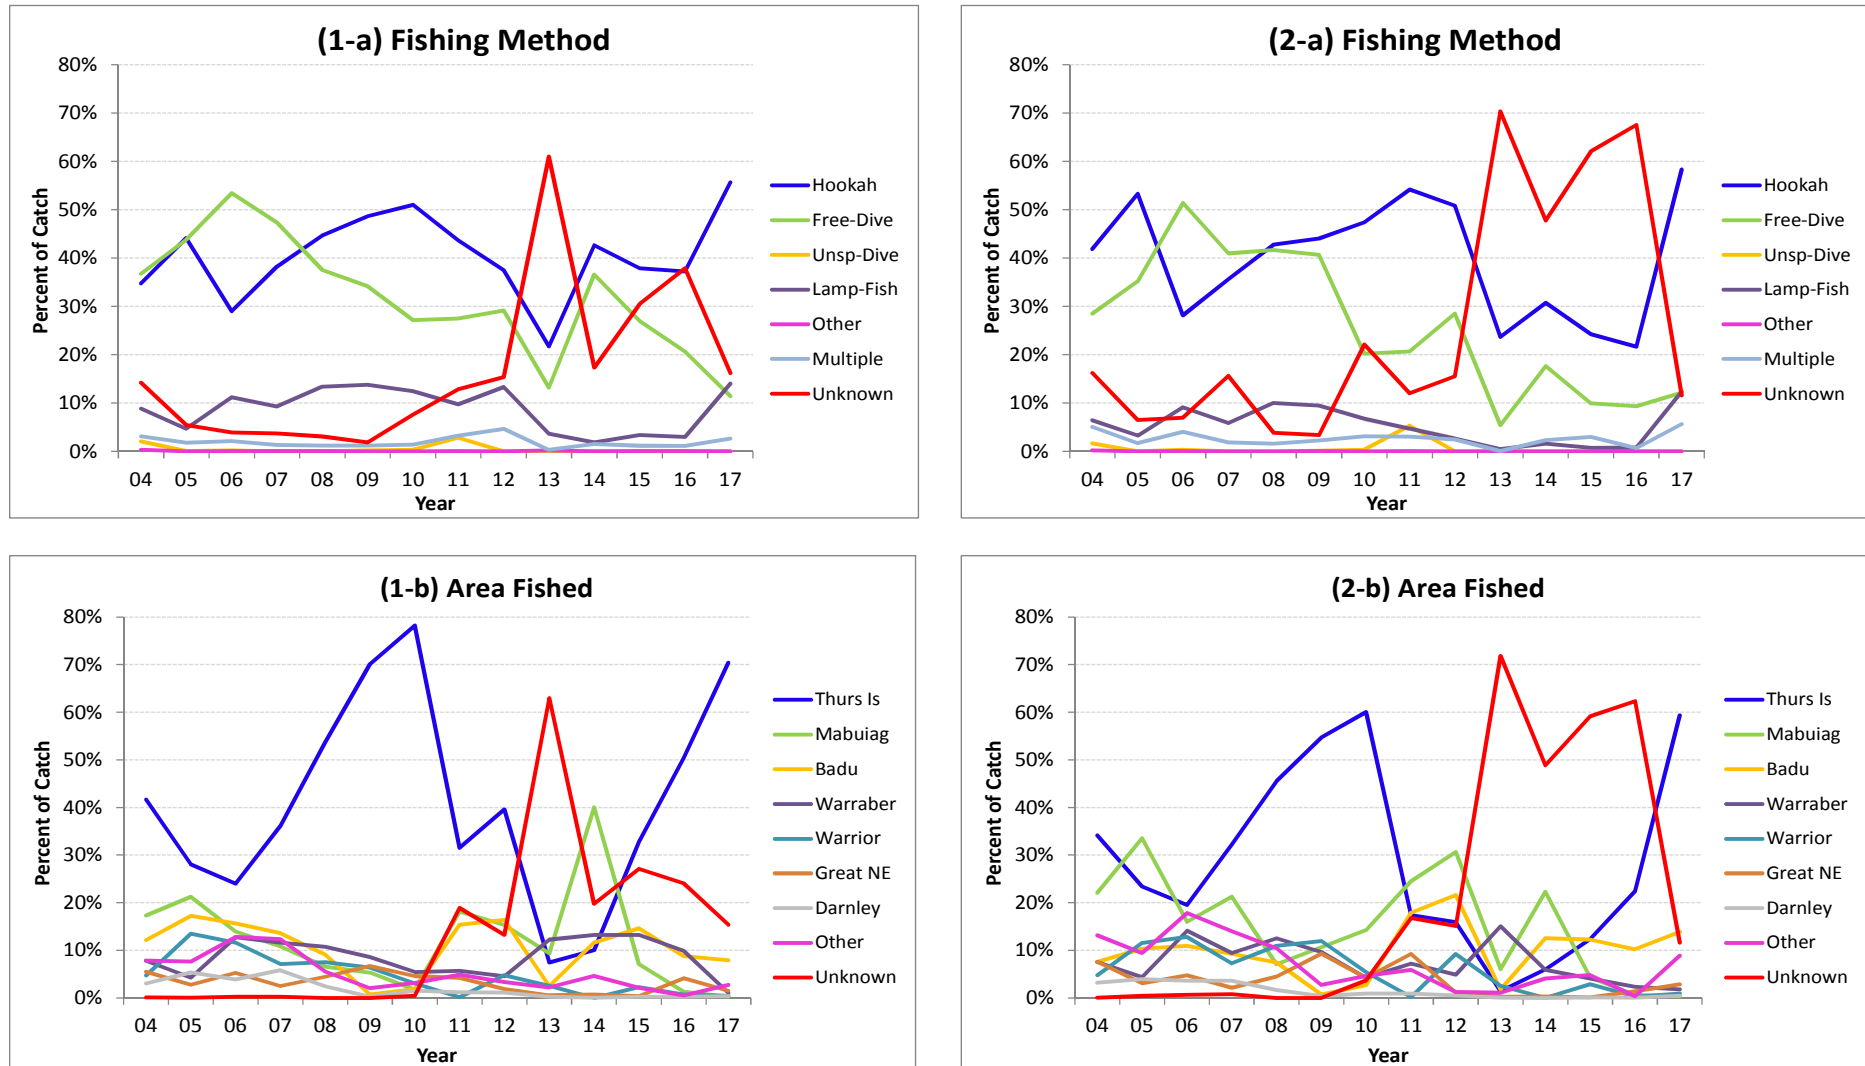 (1-a) Fishing Method
80%
70%
60%
50%
40%
30%
20%
10%
0%
Percent of Catch
04 05 06 07 08 09 10 11 12 13 14 15 16 17
Year
Hookah
Free-Dive
Unsp-Dive
Lamp-Fish
Other
Multiple
Unknown
(2-a) Fishing Method
80%
70%
60%
50%
40%
30%
20%
10%
0%
Percent of Catch
04 05 06 07 08 09 10 11 12 13 14 15 16 17
Year
Hookah
Free-Dive
Unsp-Dive
Lamp-Fish
Other
Multiple
Unknown
(1-b) Area Fished
80%
70%
60%
50%
40%
30%
20%
10%
0%
Percent of Catch
04 05 06 07 08 09 10 11 12 13 14 15 16 17
Year
Thurs Is
Mabuiag
Badu
Warraber
Warrior
Great NE
Darnley
Other
Unknown
(2-b) Area Fished
80%
70%
60%
50%
40%
30%
20%
10%
0%
Percent of Catch
04 05 06 07 08 09 10 11 12 13 14 15 16 17
Year
Thurs Is
Mabuiag
Badu
Warraber
Warrior
Great NE
Darnley
Other
Unknown